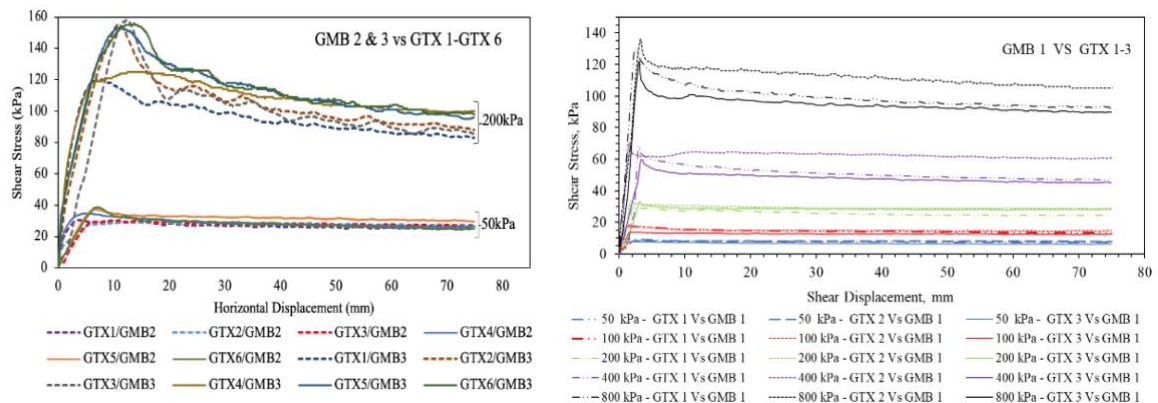 160
140
120
100
80
60
40
20
0
Shear Stress (kPa)
GMB 2 & 3 vs GTX 1-GTX 6
200kPa
50kPa
0 10 20 30 40 50 60 70 80
Horizontal Displacement (mm)
GTX1/GMB2 GTX2/GMB2 GTX3/GMB2 GTX4/GMB2
GTX5/GMB2 GTX6/GMB2 GTX1/GMB3 GTX2/GMB3
GTX3/GMB3 GTX4/GMB3 GTX5/GMB3 GTX6/GMB3
150
140
130
120
110
100
90
80
70
60
50
40
30
20
10
0
Shear Stress, kPa
GMB 1 VS GTX 1-3
0 10 20 30 40 50 60 70 80
Shear Displacement, mm
50 kPa - GTX 1 Vs GMB 1 50 kPa - GTX 2 Vs GMB 1 50 kPa - GTX 3 Vs GMB 1
100 kPa - GTX 1 Vs GMB 1 100 kPa - GTX 2 Vs GMB 1 100 kPa - GTX 3 Vs GMB 1
200 kPa - GTX 1 Vs GMB 1 200 kPa - GTX 2 Vs GMB 1 200 kPa - GTX 3 Vs GMB 1
400 kPa - GTX 1 Vs GMB 1 400 kPa - GTX 2 Vs GMB 1 400 kPa - GTX 3 Vs GMB 1
800 kPa - GTX 1 Vs GMB 1 800 kPa - GTX 2 Vs GMB 1 800 kPa - GTX 3 Vs GMB 1